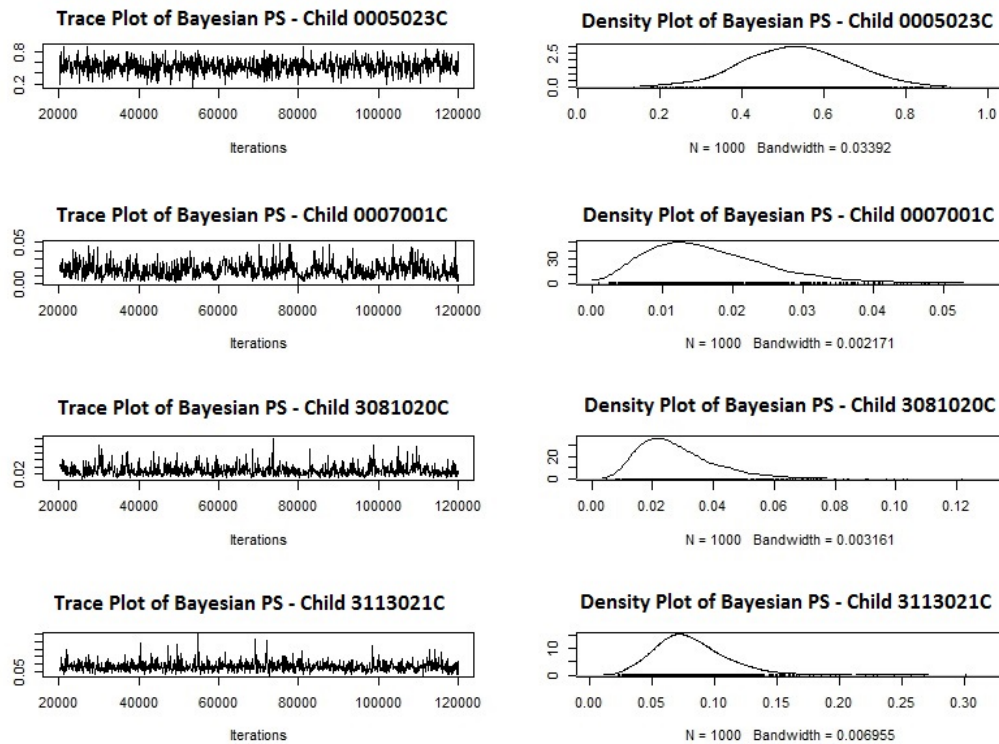 Trace Plot of Bayesian PS - Child 0005023C
0.2 0.8
20000 40000 60000 80000 100000 120000
Iterations
Density Plot of Bayesian PS - Child 0005023C
0.0 2.5
0.0 0.2 0.4 0.6 0.8 1.0
N = 1000 Bandwidth = 0.03392
Trace Plot of Bayesian PS - Child 0007001C
0.00 0.05
20000 40000 60000 80000 100000 120000
Iterations
Density Plot of Bayesian PS - Child 0007001C
0 30
0.00 0.01 0.02 0.03 0.04 0.05
N = 1000 Bandwidth = 0.002171
Trace Plot of Bayesian PS - Child 3081020C
0.02
20000 40000 60000 80000 100000 120000
Iterations
Density Plot of Bayesian PS - Child 3081020C
0 20
0.00 0.02 0.04 0.06 0.08 0.10 0.12
N = 1000 Bandwidth = 0.003161
Trace Plot of Bayesian PS - Child 3113021C
0.05
20000 40000 60000 80000 100000 120000
Iterations
Density Plot of Bayesian PS - Child 3113021C
0 10
0.00 0.05 0.10 0.15 0.20 0.25 0.30
N = 1000 Bandwidth = 0.006955